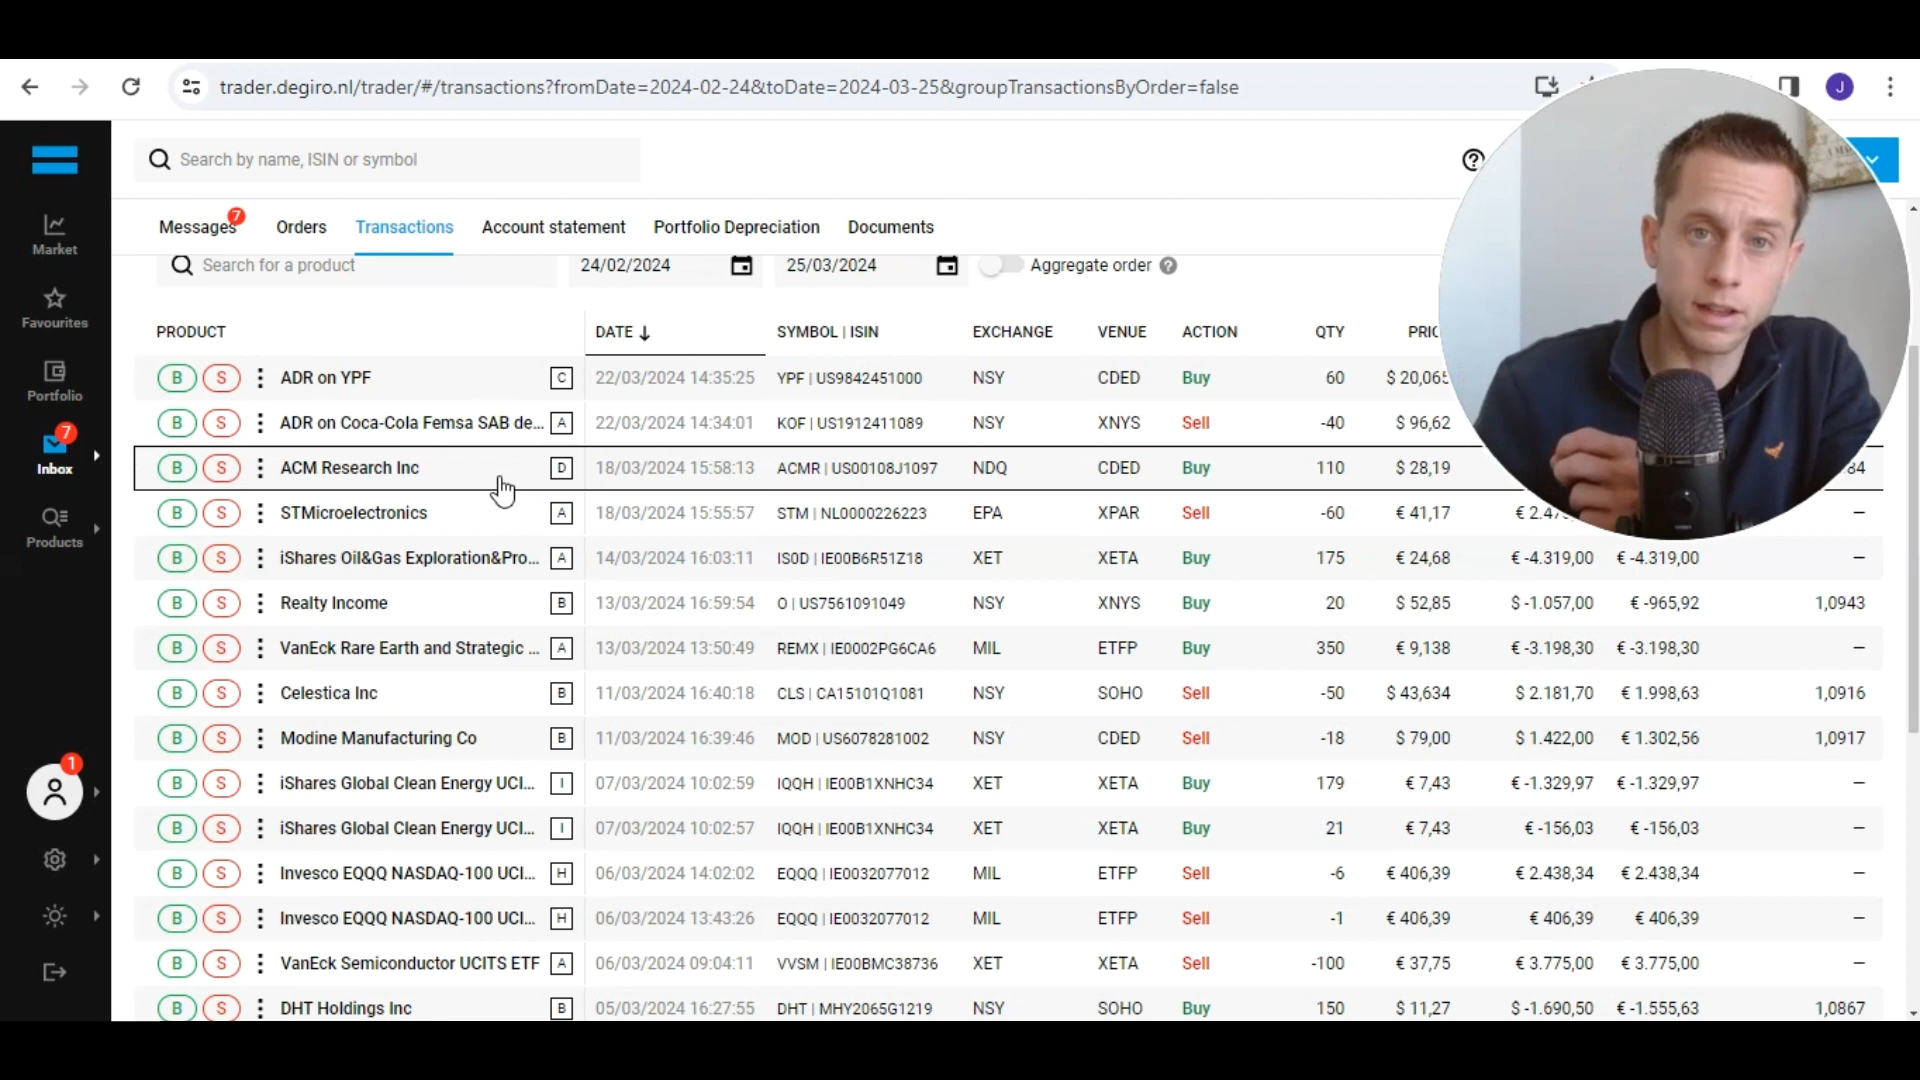 trader.degiro.nl/trader/#/transactions?fromDate=2024-02-24&toDate=2024-03-25&groupTransactionsByOrder=false J
Search by name, ISIN or symbol
Messages 7 Orders Transactions Account statement Portfolio Depreciation Documents
Market
Favourites
Portfolio
7
Inbox
Products
1
Search for a product 24/02/2024 25/03/2024 Aggregate order ?
PRODUCT DATE SYMBOL | ISIN EXCHANGE VENUE ACTION QTY
B S ADR on YPF C 22/03/2024 14:35:25 YPF | US9842451000 NSY CDED Buy 60 $ 20,065
B S ADR on Coca-Cola Femsa SAB de... A 22/03/2024 14:34:01 KOF | US1912411089 NSY XNYS Sell -40 $ 96,62
B S ACM Research Inc D 18/03/2024 15:58:13 ACMR | US00108J1097 NDQ CDED Buy 110 $ 28,19
B S STMicroelectronics A 18/03/2024 15:55:57 STM | NL0000226223 EPA XPAR Sell -60 € 41,17 —
B S iShares Oil&Gas Exploration&Pro... A 14/03/2024 16:03:11 IS0D | IE00B6R51Z18 XET XETA Buy 175 € 24,68 € -4.319,00 € -4.319,00 —
B S Realty Income B 13/03/2024 16:59:54 O | US7561091049 NSY XNYS Buy 20 $ 52,85 $ -1.057,00 € -965,92 1,0943
B S VanEck Rare Earth and Strategic ... A 13/03/2024 13:50:49 REMX | IE0002PG6CA6 MIL ETFP Buy 350 € 9,138 € -3.198,30 € -3.198,30 —
B S Celestica Inc B 11/03/2024 16:40:18 CLS | CA15101Q1081 NSY SOHO Sell -50 $ 43,634 $ 2.181,70 € 1.998,63 1,0916
B S Modine Manufacturing Co B 11/03/2024 16:39:46 MOD | US6078281002 NSY CDED Sell -18 $ 79,00 $ 1.422,00 € 1.302,56 1,0917
B S iShares Global Clean Energy UCI... I 07/03/2024 10:02:59 IQQH | IE00B1XNHC34 XET XETA Buy 179 € 7,43 € -1.329,97 € -1.329,97 —
B S iShares Global Clean Energy UCI... I 07/03/2024 10:02:57 IQQH | IE00B1XNHC34 XET XETA Buy 21 € 7,43 € -156,03 € -156,03 —
B S Invesco EQQQ NASDAQ-100 UCI... H 06/03/2024 14:02:02 EQQQ | IE0032077012 MIL ETFP Sell -6 € 406,39 € 2.438,34 € 2.438,34 —
B S Invesco EQQQ NASDAQ-100 UCI... H 06/03/2024 13:43:26 EQQQ | IE0032077012 MIL ETFP Sell -1 € 406,39 € 406,39 € 406,39 —
B S VanEck Semiconductor UCITS ETF A 06/03/2024 09:04:11 VVSM | IE00BMC38736 XET XETA Sell -100 € 37,75 € 3.775,00 € 3.775,00 —
B S DHT Holdings Inc B 05/03/2024 16:27:55 DHT | MHY2065G1219 NSY SOHO Buy 150 $ 11,27 $ -1.690,50 € -1.555,63 1,0867